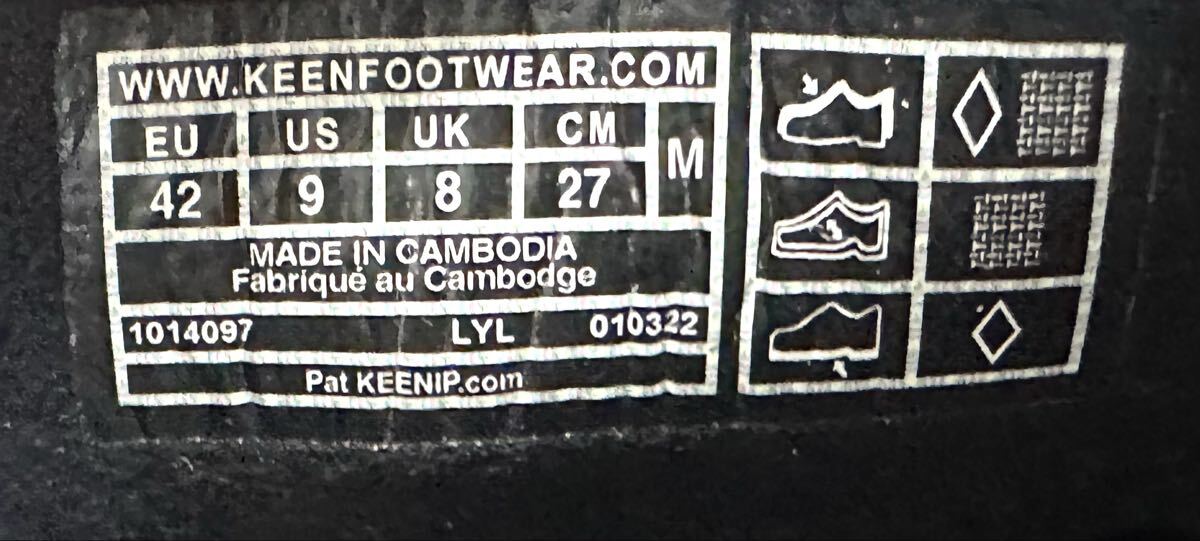 WWW.KEENFOOTWEAR.COM
EU US UK CM M
42 9 8 27
MADE IN CAMBODIA
Fabriqué au Cambodge
1014097 LYL 010322
Pat KEENIP.com